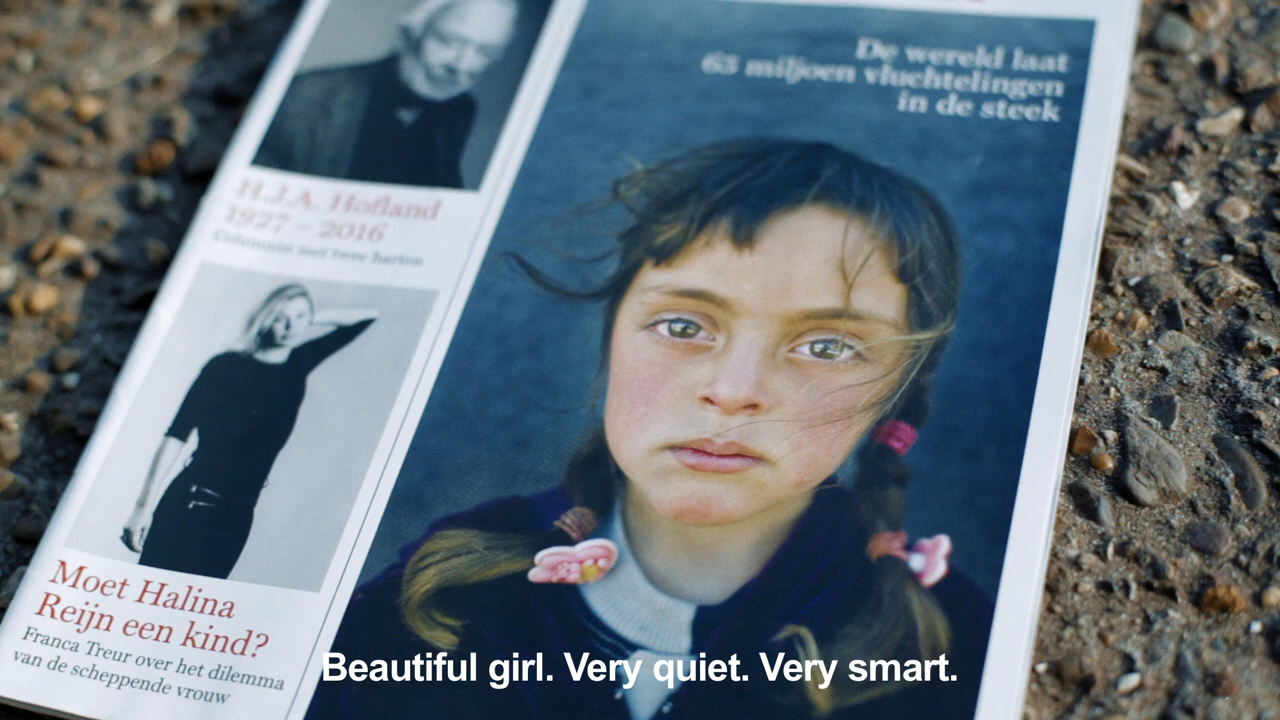 De wereld laat
65 miljoen vluchtelingen
in de steek
H.J.A. Hofland
1927 – 2016
Columnist met twee harten
Moet Halina
Reijn een kind?
Franca Treur over het dilemma
van de scheppende vrouw
Beautiful girl. Very quiet. Very smart.